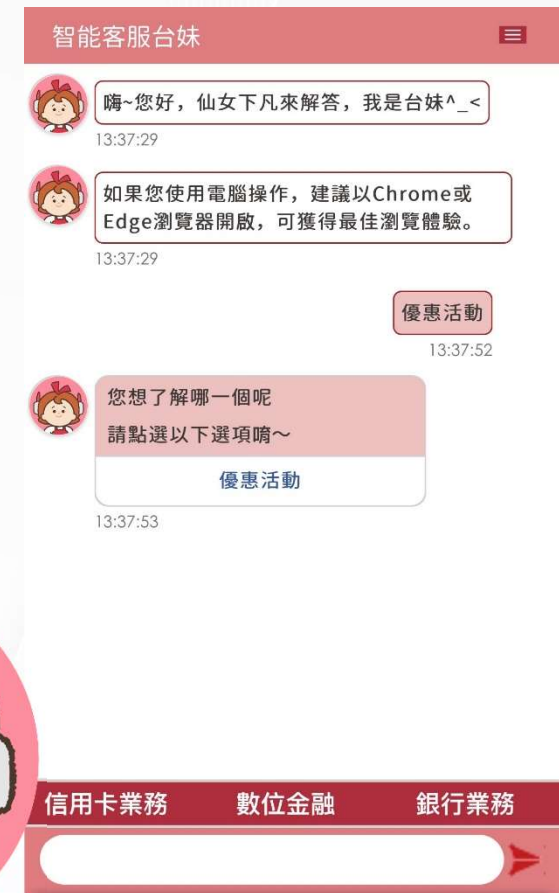 智能客服台妹
嗨~您好，仙女下凡來解答，我是台妹^_<
13:37:29
如果您使用電腦操作，建議以Chrome或
Edge瀏覽器開啟，可獲得最佳瀏覽體驗。
13:37:29
優惠活動
13:37:52
您想了解哪一個呢
請點選以下選項唷～
優惠活動
13:37:53
信用卡業務 數位金融 銀行業務